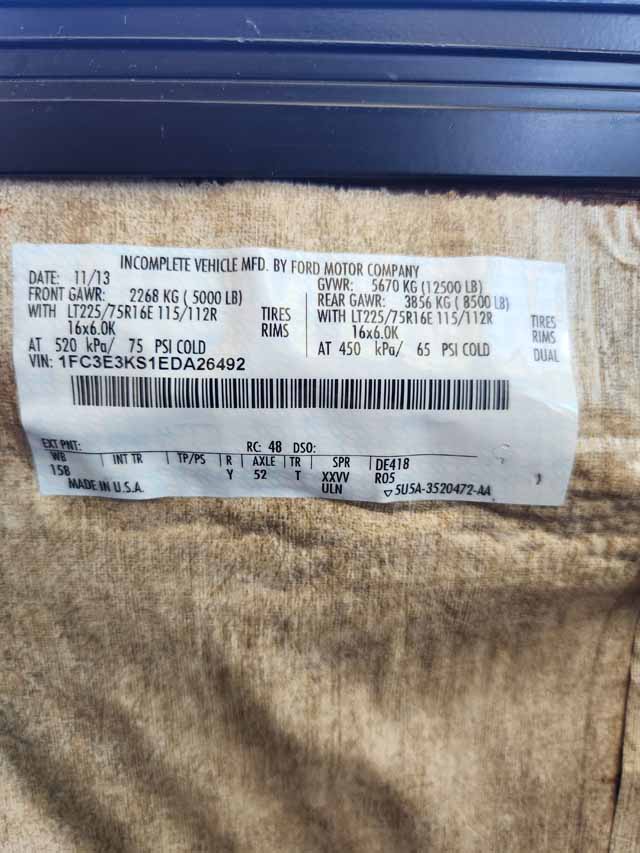 INCOMPLETE VEHICLE MFD. BY FORD MOTOR COMPANY
DATE: 11/13 GVWR: 5670 KG (12500 LB)
FRONT GAWR: 2268 KG ( 5000 LB) REAR GAWR: 3856 KG ( 8500 LB)
WITH LT225/75R16E 115/112R TIRES WITH LT225/75R16E 115/112R TIRES
16x6.0K RIMS 16x6.0K RIMS
AT 520 kPa/ 75 PSI COLD AT 450 kPa/ 65 PSI COLD DUAL
VIN: 1FC3E3KS1EDA26492
EXT PNT: RC: 48 DSO:
WB INT TR TP/PS R AXLE TR SPR DE418
158 Y 52 T XXVV R05
MADE IN U.S.A. ULN ▽5U5A-3520472-AA